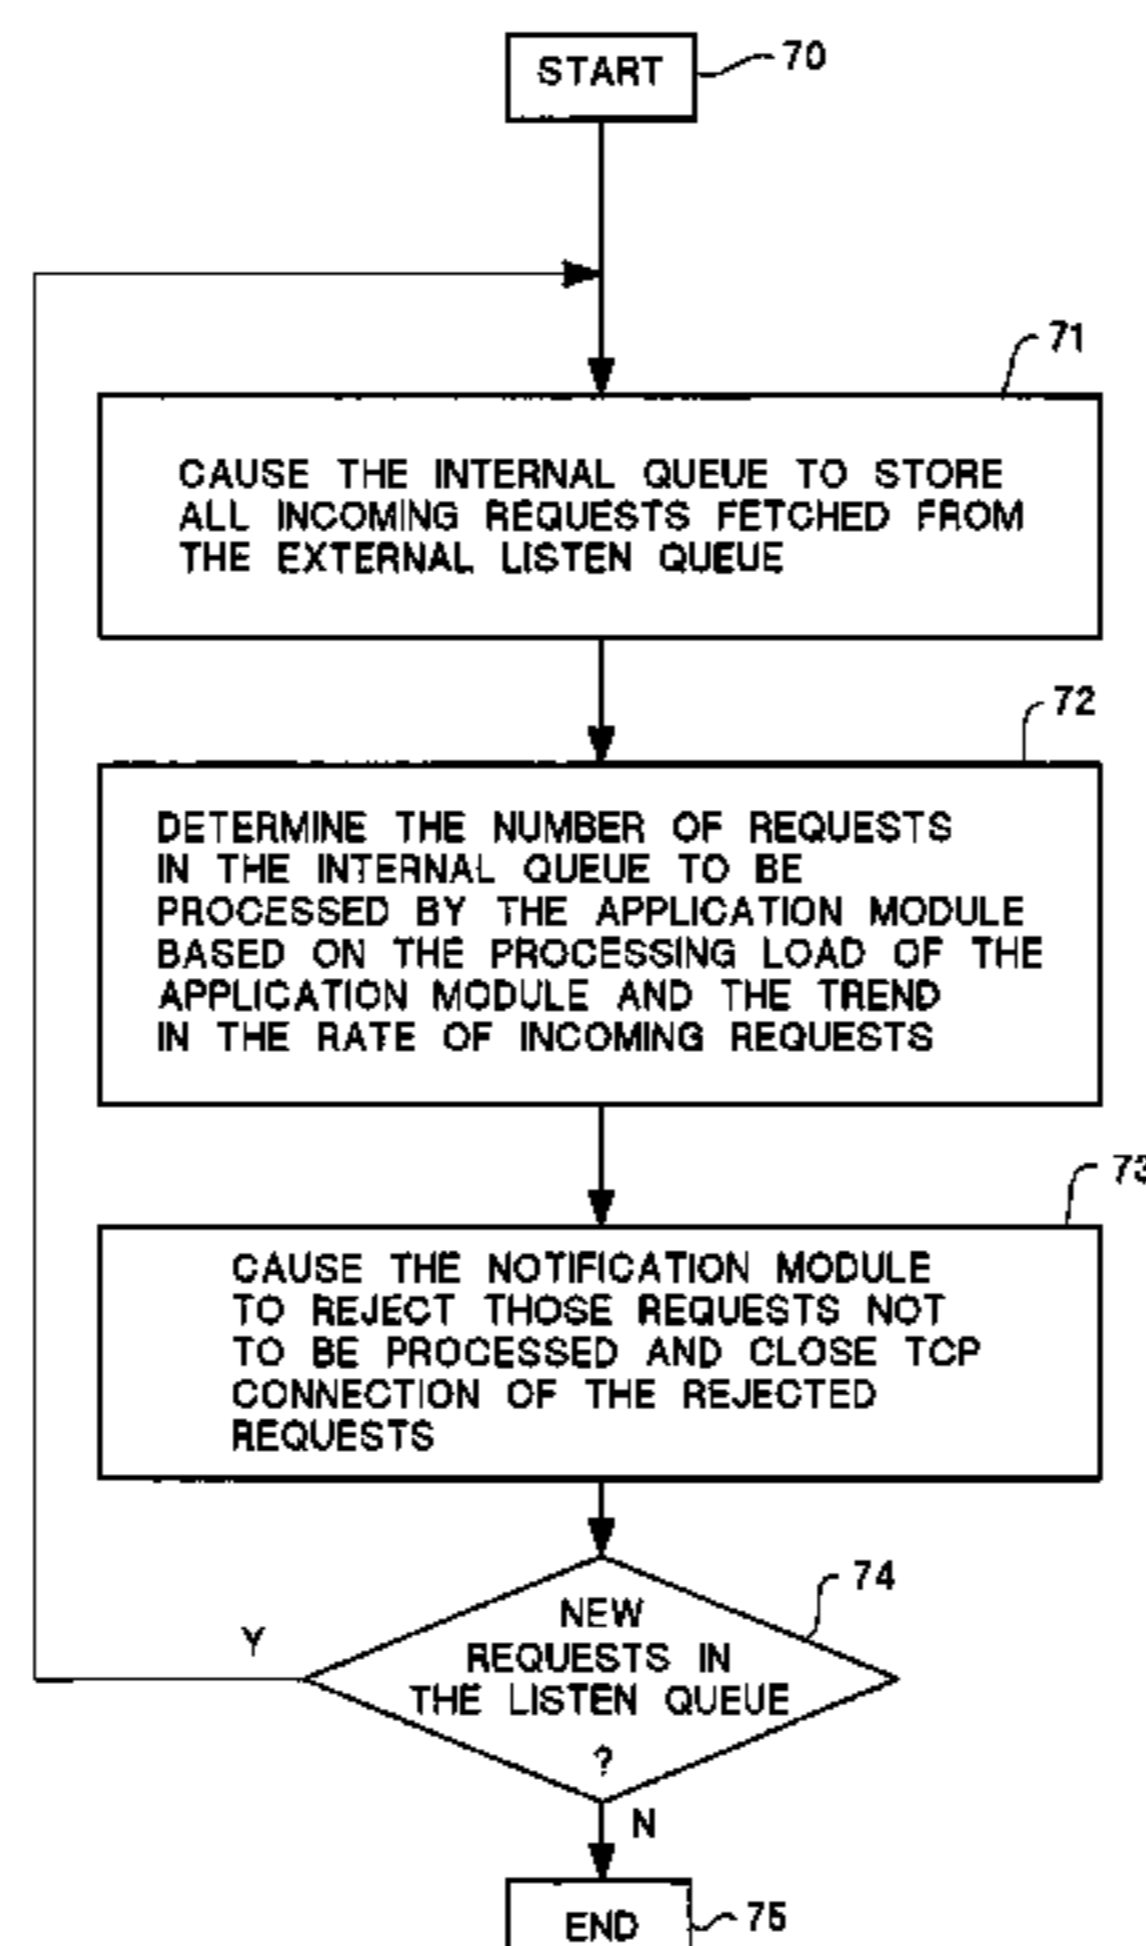 START
70
71
CAUSE THE INTERNAL QUEUE TO STORE
ALL INCOMING REQUESTS FETCHED FROM
THE EXTERNAL LISTEN QUEUE
72
DETERMINE THE NUMBER OF REQUESTS
IN THE INTERNAL QUEUE TO BE
PROCESSED BY THE APPLICATION MODULE
BASED ON THE PROCESSING LOAD OF THE
APPLICATION MODULE AND THE TREND
IN THE RATE OF INCOMING REQUESTS
73
CAUSE THE NOTIFICATION MODULE
TO REJECT THOSE REQUESTS NOT
TO BE PROCESSED AND CLOSE TCP
CONNECTION OF THE REJECTED
REQUESTS
74
NEW
REQUESTS IN
THE LISTEN QUEUE
?
Y
N
END
75